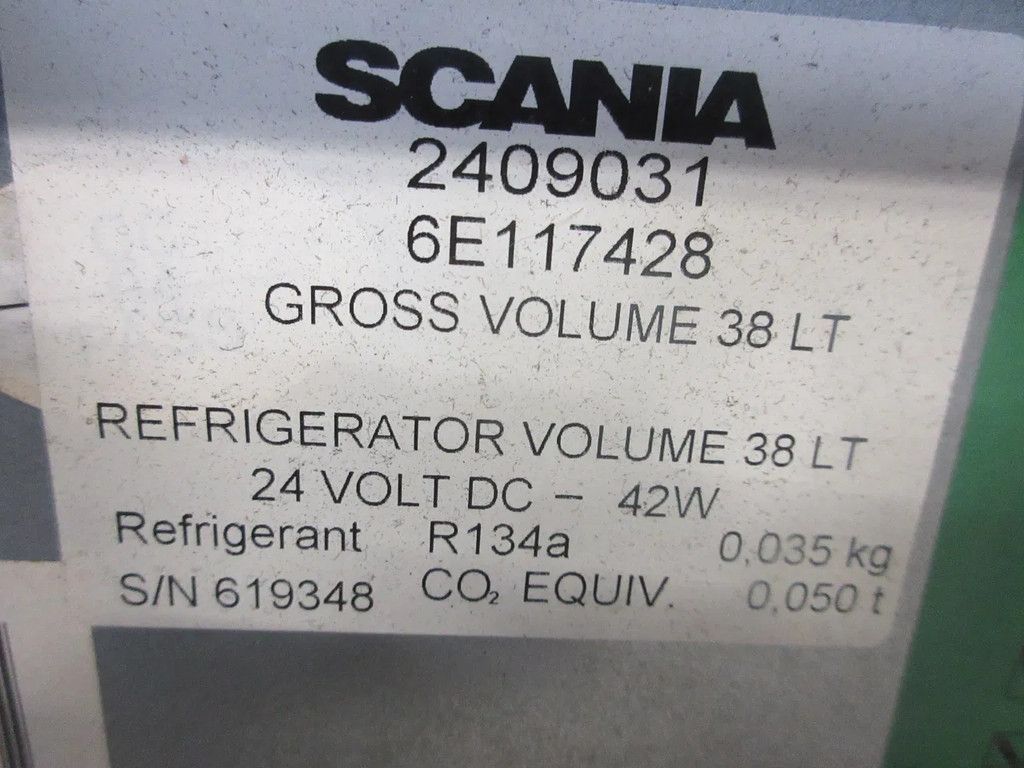 SCANIA
2409031
6E117428
GROSS VOLUME 38 LT
REFRIGERATOR VOLUME 38 LT
24 VOLT DC - 42W
Refrigerant R134a 0,035 kg
S/N 619348 CO₂ EQUIV. 0,050 t